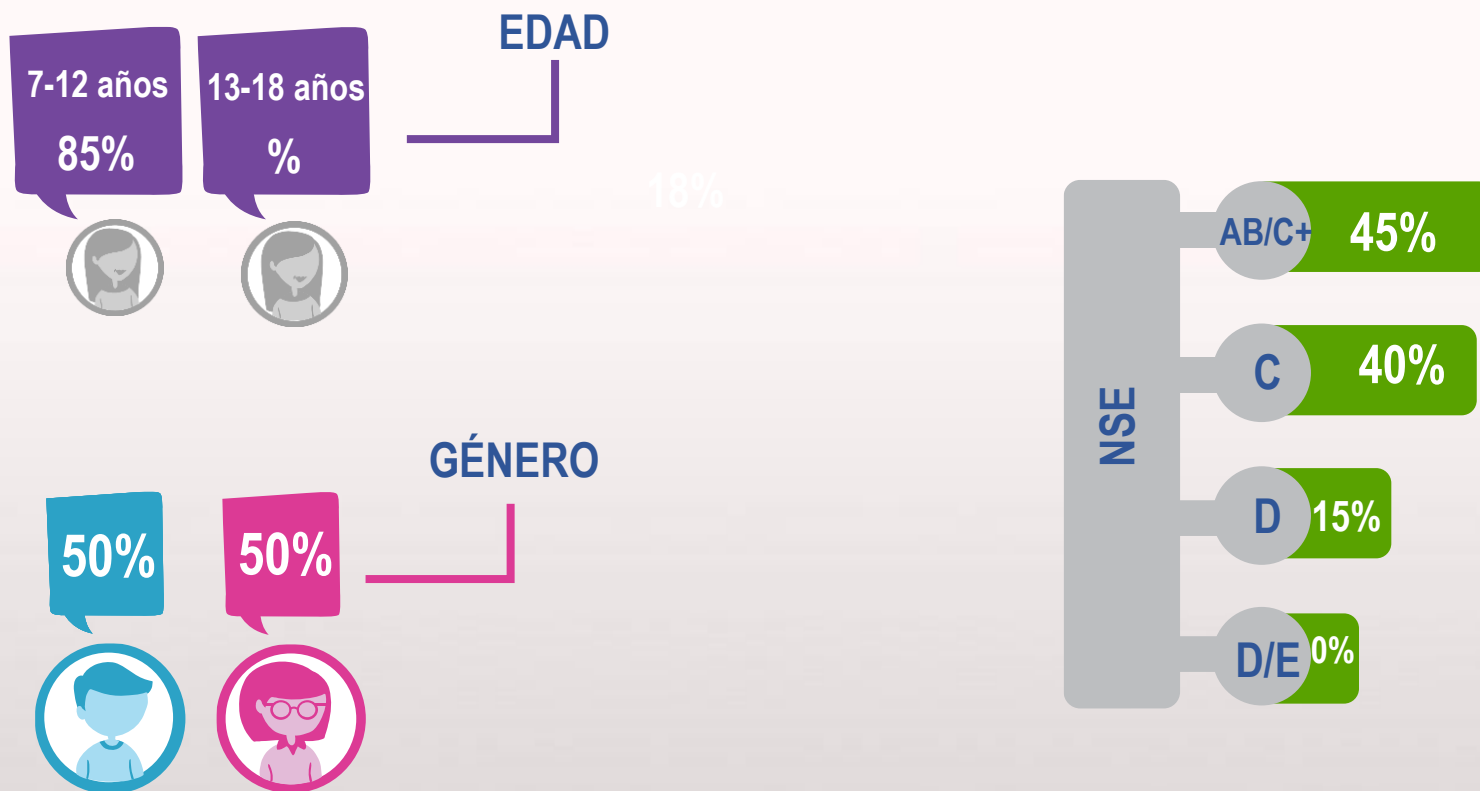 EDAD
7-12 años
85%
13-18 años
%
18%
GÉNERO
50%
50%
NSE
AB/C+
45%
C
40%
D
15%
D/E
0%